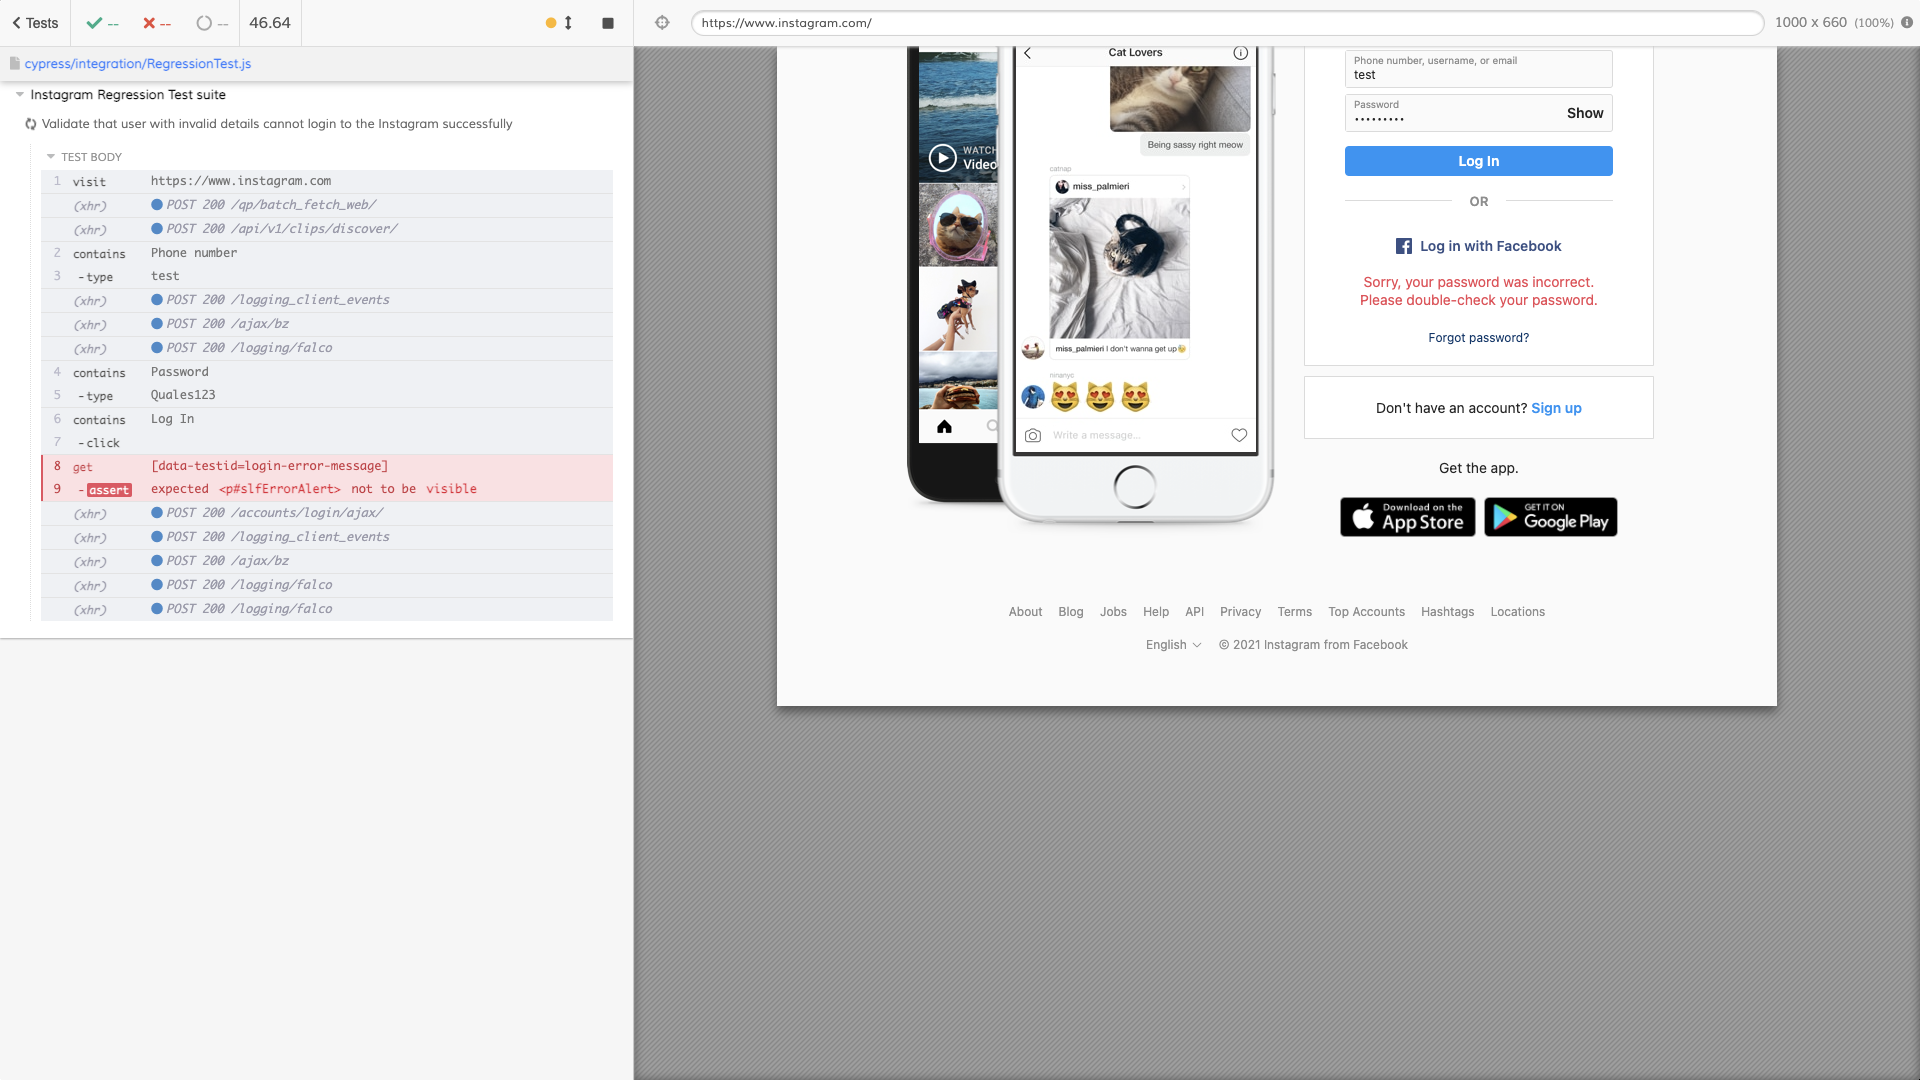 Tests -- -- -- 46.64
https://www.instagram.com/
1000 x 660 (100%)
cypress/integration/RegressionTest.js
Instagram Regression Test suite
Validate that user with invalid details cannot login to the Instagram successfully
TEST BODY
1 visit https://www.instagram.com
(xhr) POST 200 /qp/batch_fetch_web/
(xhr) POST 200 /api/v1/clips/discover/
2 contains Phone number
3 -type test
(xhr) POST 200 /logging_client_events
(xhr) POST 200 /ajax/bz
(xhr) POST 200 /logging/falco
4 contains Password
5 -type Quales123
6 contains Log In
7 -click
8 get [data-testid=login-error-message]
9 -assert expected <p#slfErrorAlert> not to be visible
(xhr) POST 200 /accounts/login/ajax/
(xhr) POST 200 /logging_client_events
(xhr) POST 200 /ajax/bz
(xhr) POST 200 /logging/falco
(xhr) POST 200 /logging/falco
WATCH
Video
Cat Lovers
Being sassy right meow
catnap
miss_palmieri
miss_palmieri I don't wanna get up
ninanyc
Write a message...
Phone number, username, or email
test
Password
•••••••••
Show
Log In
OR
Log in with Facebook
Sorry, your password was incorrect.
Please double-check your password.
Forgot password?
Don't have an account? Sign up
Get the app.
Download on the
App Store
GET IT ON
Google Play
About Blog Jobs Help API Privacy Terms Top Accounts Hashtags Locations
English © 2021 Instagram from Facebook